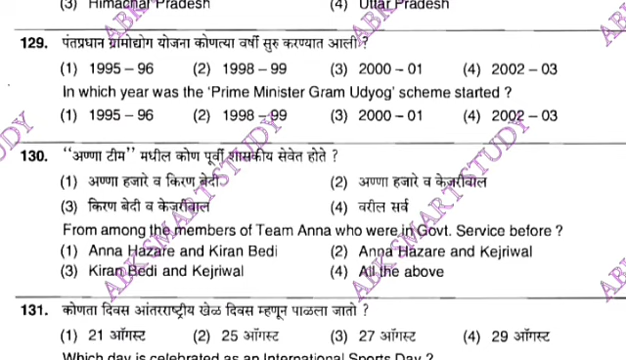 (3) Himachal Pradesh (4) Uttar Pradesh
129. पंतप्रधान ग्रामोद्योग योजना कोणत्या वर्षी सुरु करण्यात आली ?
(1) 1995 – 96 (2) 1998 – 99 (3) 2000 – 01 (4) 2002 – 03
In which year was the 'Prime Minister Gram Udyog' scheme started ?
(1) 1995 – 96 (2) 1998 – 99 (3) 2000 – 01 (4) 2002 – 03
130. “अण्णा टीम” मधील कोण पूर्वी शासकीय सेवेत होते ?
(1) अण्णा हजारे व किरण बेदी (2) अण्णा हजारे व केजरीवाल
(3) किरण बेदी व केजरीवाल (4) वरील सर्व
From among the members of Team Anna who were in Govt. Service before ?
(1) Anna Hazare and Kiran Bedi (2) Anna Hazare and Kejriwal
(3) Kiran Bedi and Kejriwal (4) All the above
131. कोणता दिवस आंतरराष्ट्रीय खेळ दिवस म्हणून पाळला जातो ?
(1) 21 ऑगस्ट (2) 25 ऑगस्ट (3) 27 ऑगस्ट (4) 29 ऑगस्ट
Which day is celebrated as an International Sports Day ?
ABK SMART STUDY